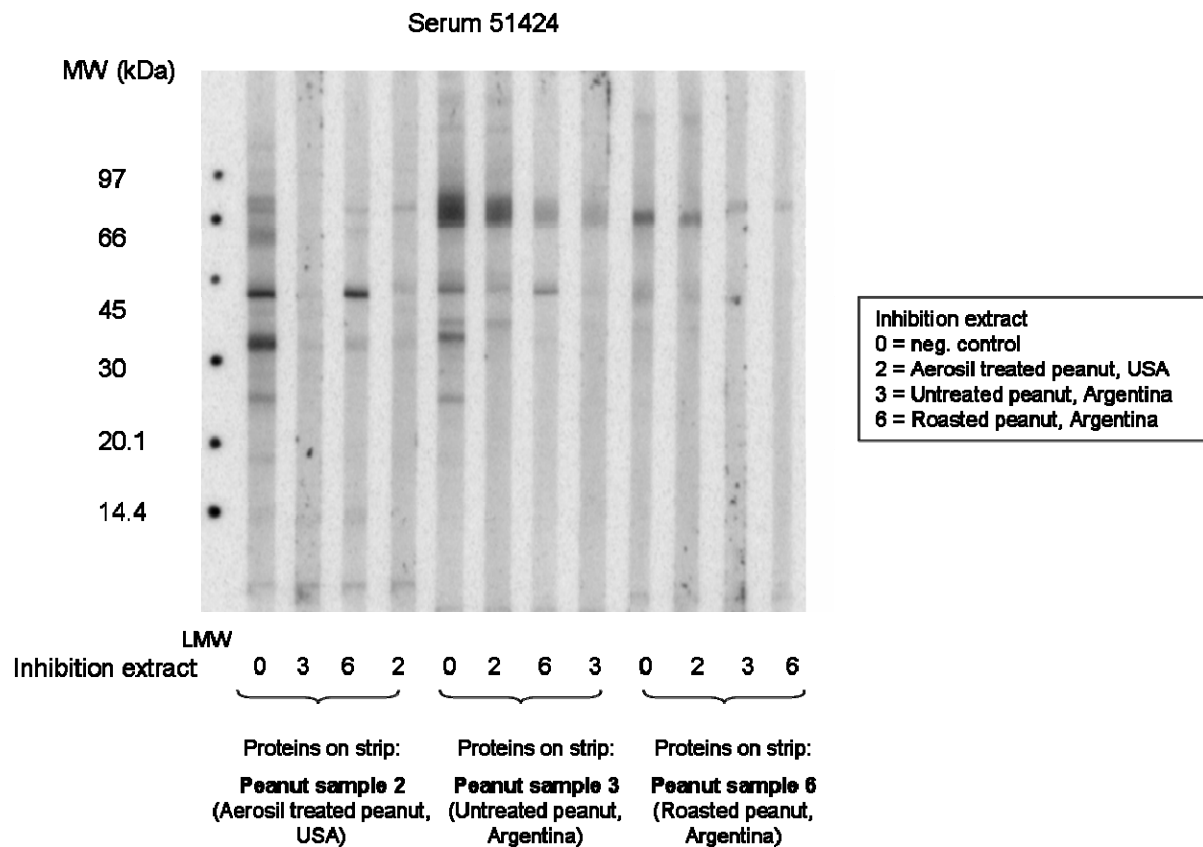 Serum 51424
MW (kDa)
97
66
45
30
20.1
14.4
Inhibition extract
0 = neg. control
2 = Aerosil treated peanut, USA
3 = Untreated peanut, Argentina
6 = Roasted peanut, Argentina
LMW
Inhibition extract 0 3 6 2 0 2 6 3 0 2 3 6
Proteins on strip: Proteins on strip: Proteins on strip:
Peanut sample 2 Peanut sample 3 Peanut sample 6
(Aerosil treated peanut, (Untreated peanut, (Roasted peanut,
USA) Argentina) Argentina)